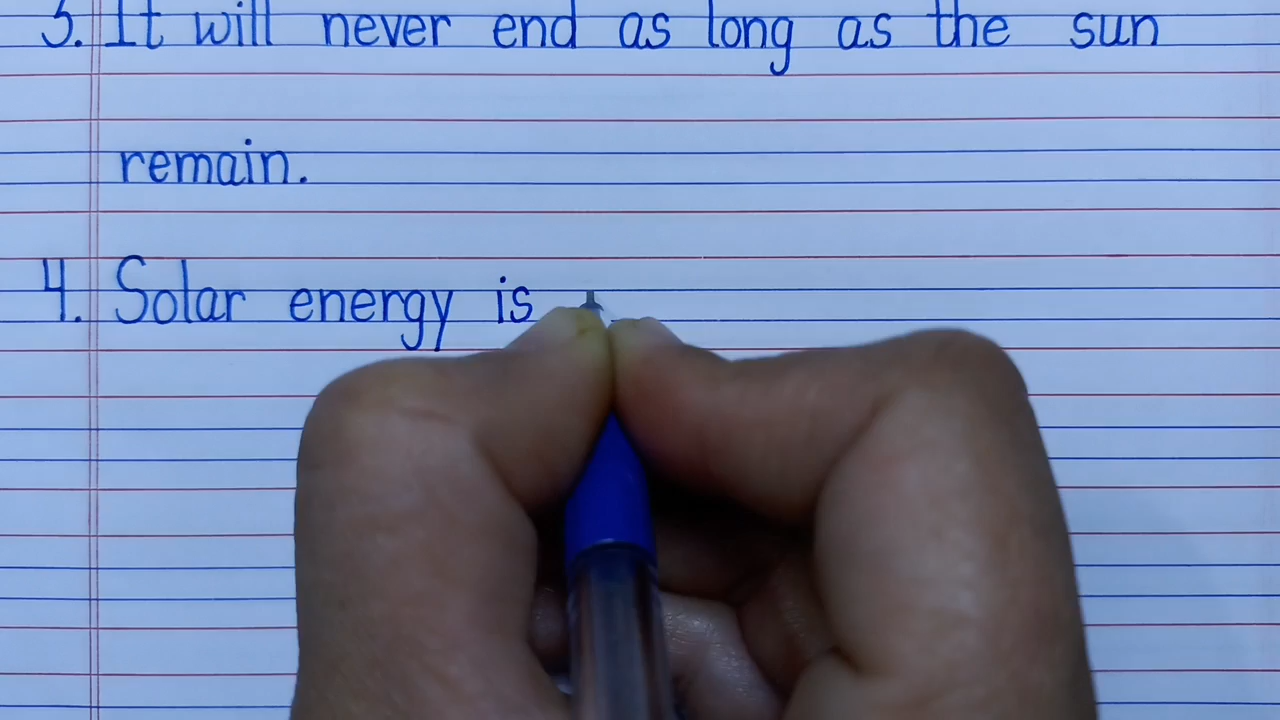 3. It will never end as long as the sun
remain.
4. Solar energy is